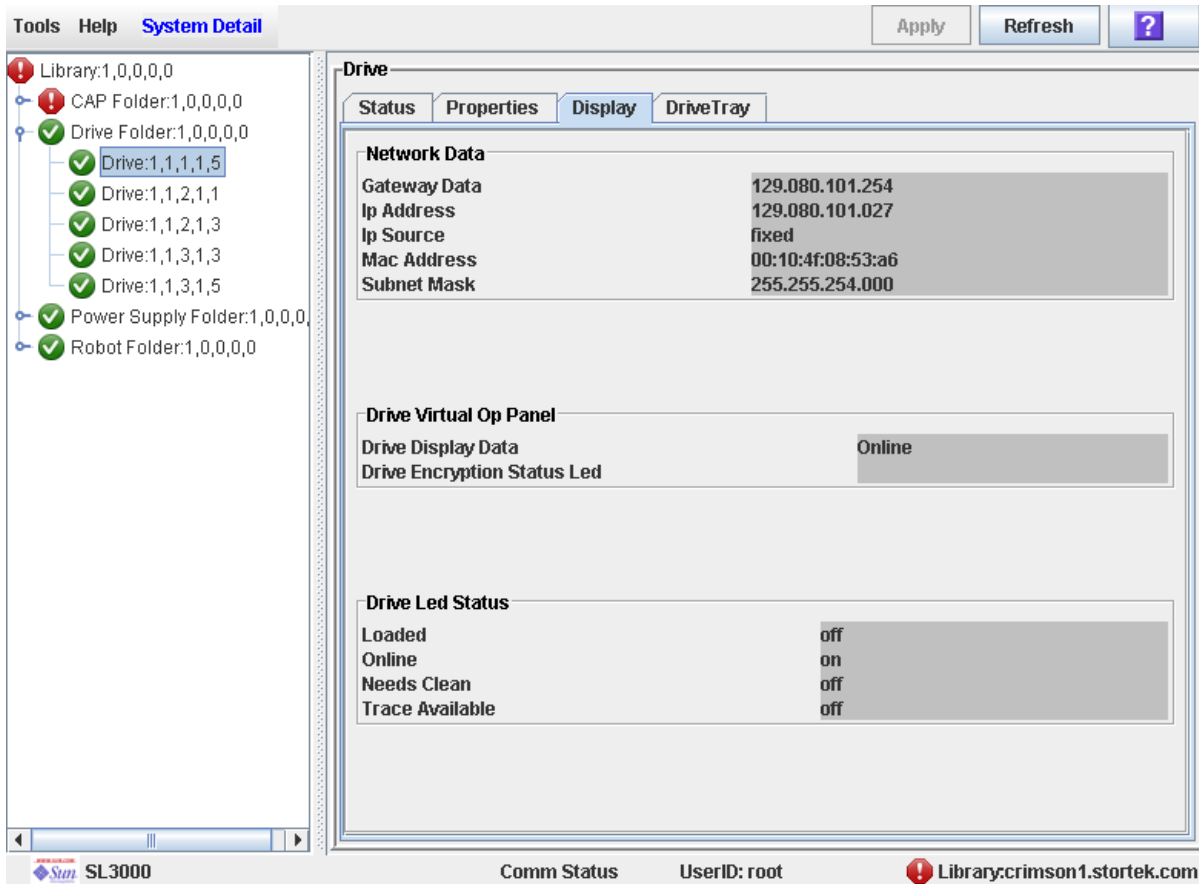 Tools Help System Detail Apply Refresh ?
Library:1,0,0,0,0
CAP Folder:1,0,0,0,0
Drive Folder:1,0,0,0,0
Drive:1,1,1,1,5
Drive:1,1,2,1,1
Drive:1,1,2,1,3
Drive:1,1,3,1,3
Drive:1,1,3,1,5
Power Supply Folder:1,0,0,0,
Robot Folder:1,0,0,0,0
Drive
Status Properties Display DriveTray
Network Data
Gateway Data 129.080.101.254
Ip Address 129.080.101.027
Ip Source fixed
Mac Address 00:10:4f:08:53:a6
Subnet Mask 255.255.254.000
Drive Virtual Op Panel
Drive Display Data Online
Drive Encryption Status Led
Drive Led Status
Loaded off
Online on
Needs Clean off
Trace Available off
Sun SL3000 Comm Status UserID: root Library:crimson1.stortek.com